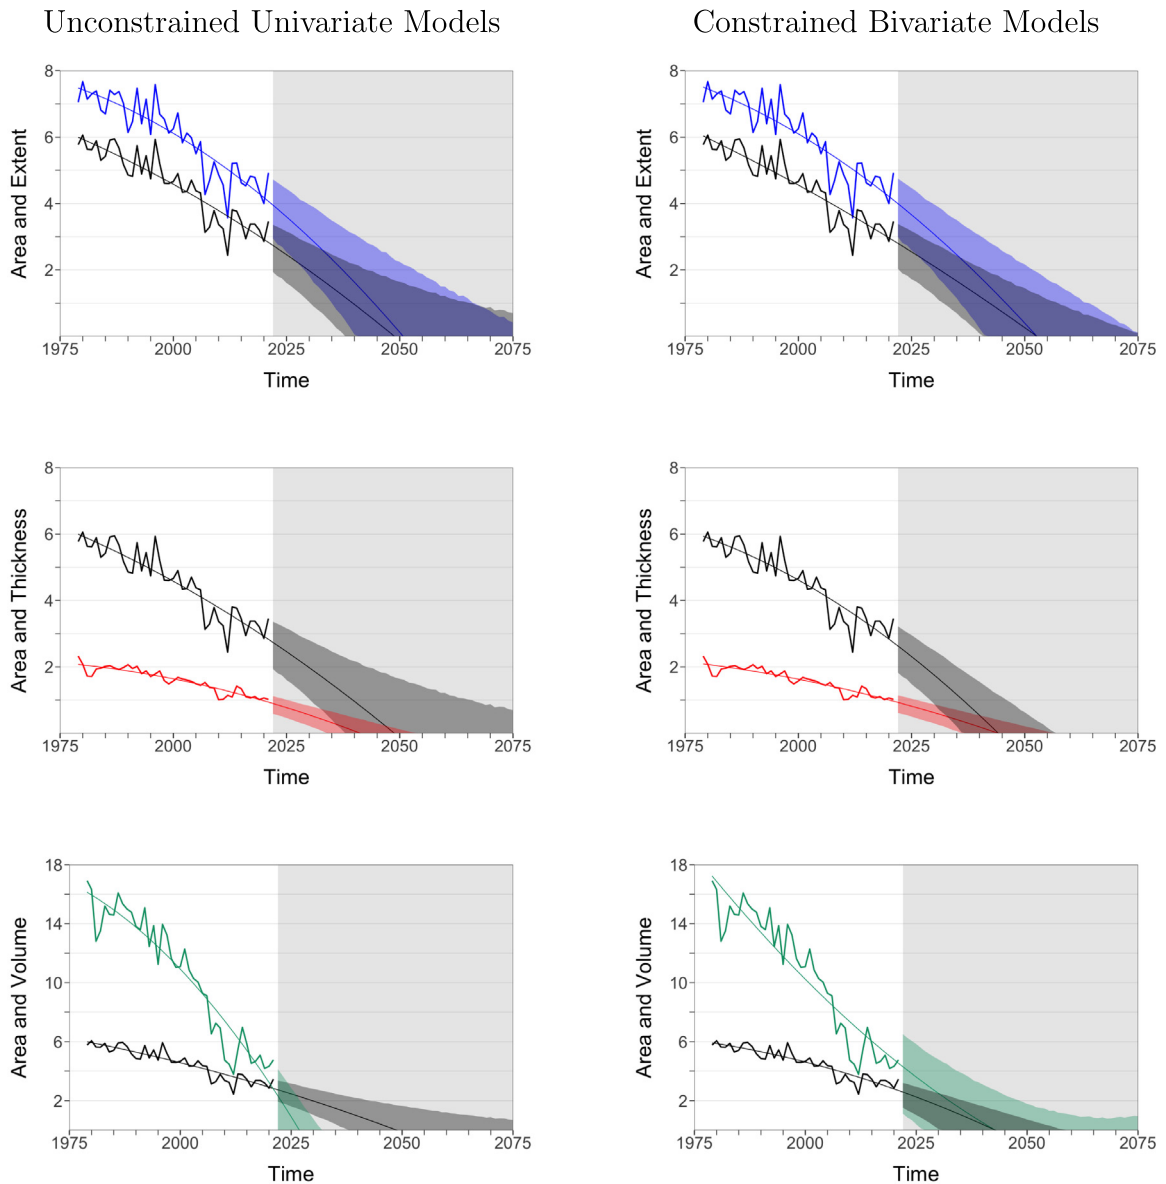 Unconstrained Univariate Models
Constrained Bivariate Models
8
6
4
2
Area and Extent
1975 2000 2025 2050 2075
Time
8
6
4
2
Area and Extent
1975 2000 2025 2050 2075
Time
8
6
4
2
Area and Thickness
1975 2000 2025 2050 2075
Time
8
6
4
2
Area and Thickness
1975 2000 2025 2050 2075
Time
18
14
10
6
2
Area and Volume
1975 2000 2025 2050 2075
Time
18
14
10
6
2
Area and Volume
1975 2000 2025 2050 2075
Time